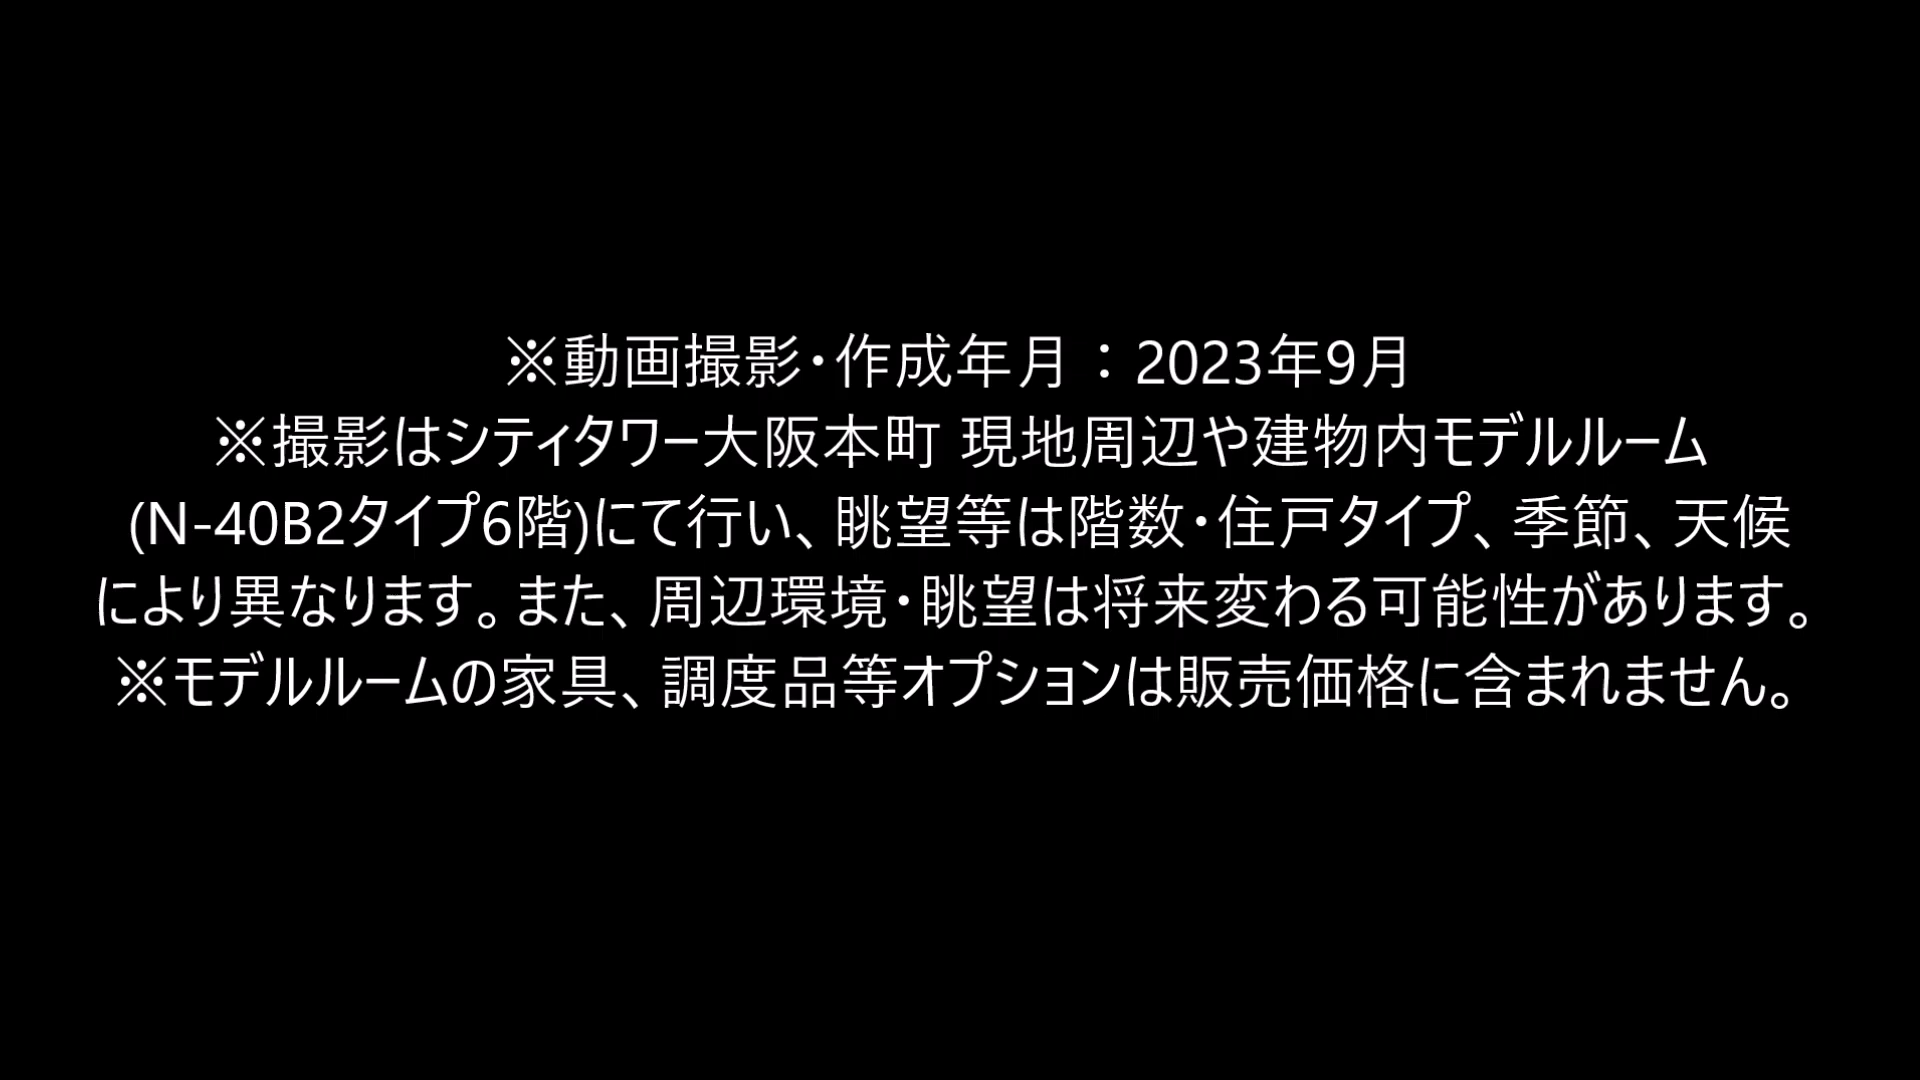 ※動画撮影・作成年月：2023年9月
※撮影はシティタワー大阪本町 現地周辺や建物内モデルルーム
(N-40B2タイプ6階)にて行い、眺望等は階数・住戸タイプ、季節、天候
により異なります。また、周辺環境・眺望は将来変わる可能性があります。
※モデルルームの家具、調度品等オプションは販売価格に含まれません。